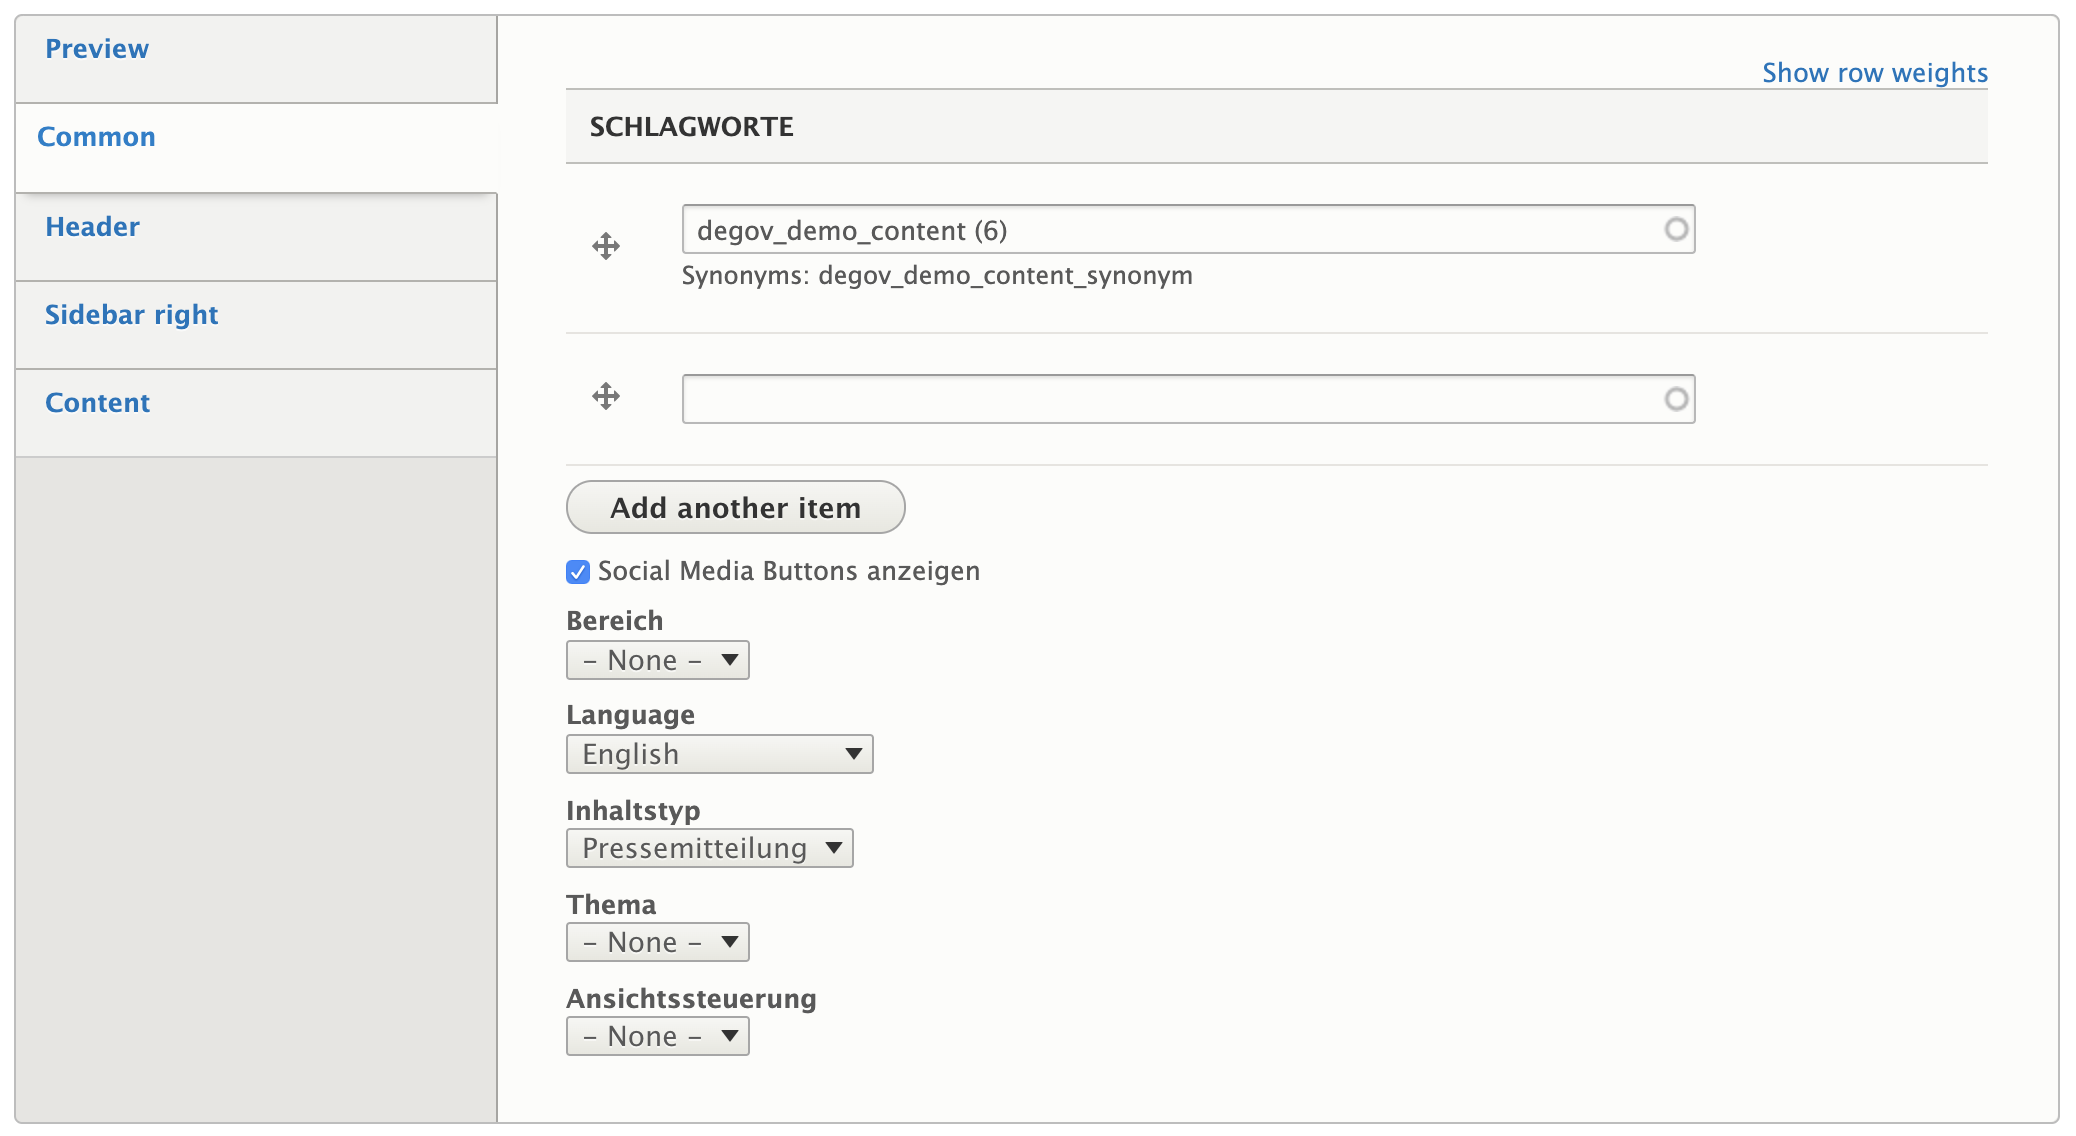 Preview
Common
Header
Sidebar right
Content
Show row weights
SCHLAGWORTE
degov_demo_content (6)
Synonyms: degov_demo_content_synonym
Add another item
Social Media Buttons anzeigen
Bereich
– None –
Language
English
Inhaltstyp
Pressemitteilung
Thema
– None –
Ansichtssteuerung
– None –